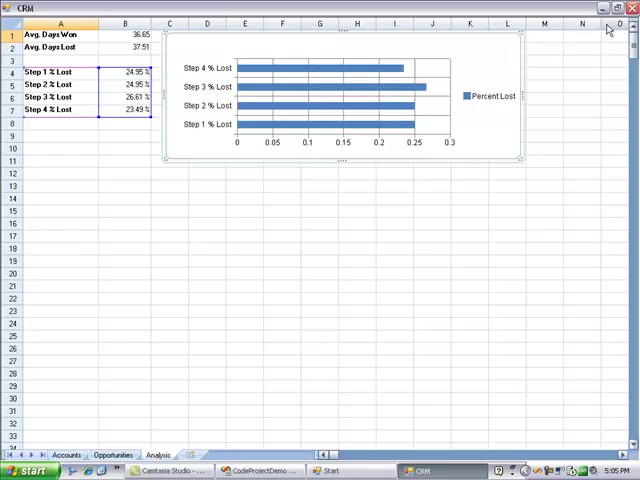 CRM
A B C D E F G H I J K L M N O
1 Avg. Days Won 36.65
2 Avg. Days Lost 37.51
3
4 Step 1 % Lost 24.95 %
5 Step 2 % Lost 24.95 %
6 Step 3 % Lost 26.61 %
7 Step 4 % Lost 23.49 %
8
9
10
11
12
13
14
15
16
17
18
19
20
21
22
23
24
25
26
27
28
29
30
31
32
33
Step 4 % Lost
Step 3 % Lost
Step 2 % Lost
Step 1 % Lost
0 0.05 0.1 0.15 0.2 0.25 0.3
Percent Lost
Accounts Opportunities Analysis
start Camtasia Studio - ... CodeProjectDemo ... Start CRM 5:05 PM